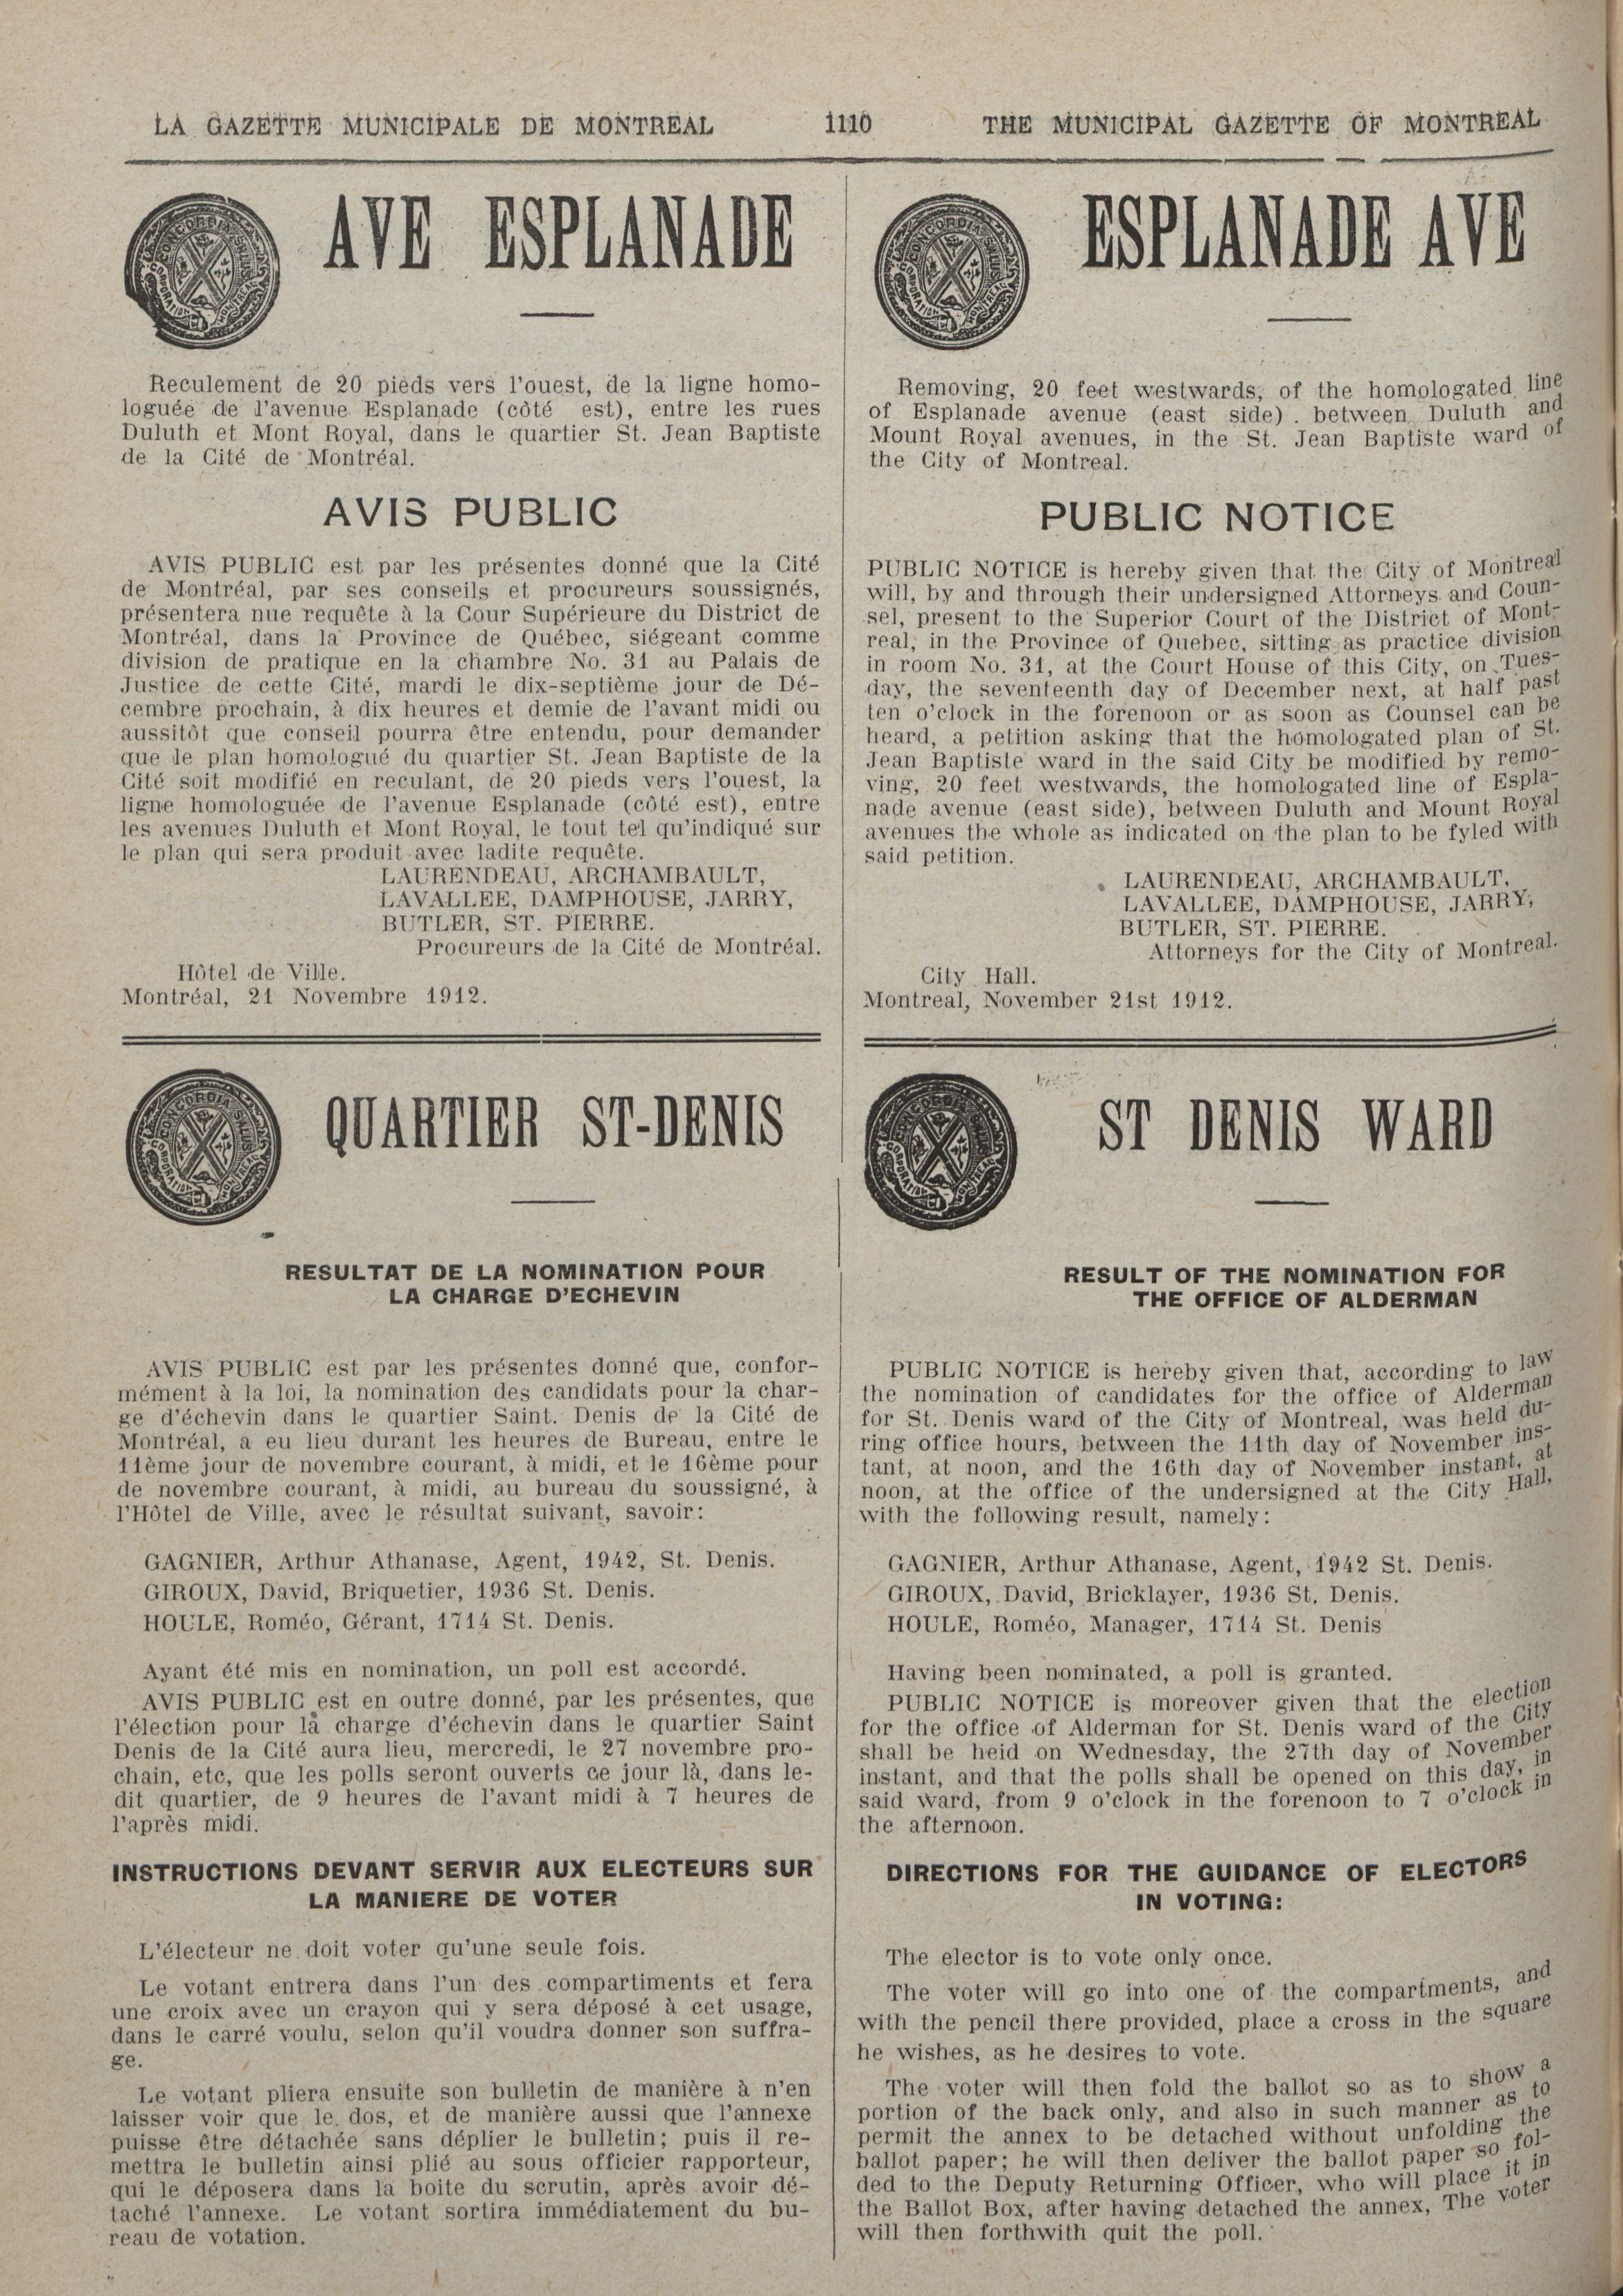 LA GAZETTE MUNICIPALE DE MONTREAL 1110 THE MUNICIPAL GAZETTE OF MONTREAL
AVE ESPLANADE
Reculement de 20 pieds vers l'ouest, de la ligne homo-
loguée de l'avenue Esplanade (côté est), entre les rues
Duluth et Mont Royal, dans le quartier St. Jean Baptiste
de la Cité de Montréal.
AVIS PUBLIC
AVIS PUBLIC est par les présentes donné que la Cité
de Montréal, par ses conseils et procureurs soussignés,
présentera nue requête à la Cour Supérieure du District de
Montréal, dans la Province de Québec, siégeant comme
division de pratique en la chambre No. 31 au Palais de
Justice de cette Cité, mardi le dix-septième jour de Dé-
cembre prochain, à dix heures et demie de l'avant midi ou
aussitôt que conseil pourra être entendu, pour demander
que le plan homologué du quartier St. Jean Baptiste de la
Cité soit modifié en reculant, de 20 pieds vers l'ouest, la
ligne homologuée de l'avenue Esplanade (côté est), entre
les avenues Duluth et Mont Royal, le tout tel qu'indiqué sur
le plan qui sera produit avec ladite requête.
LAURENDEAU, ARCHAMBAULT,
LAVALLEE, DAMPHOUSE, JARRY,
BUTLER, ST. PIERRE.
Procureurs de la Cité de Montréal.
Hôtel de Ville.
Montréal, 21 Novembre 1912.
QUARTIER ST-DENIS
RESULTAT DE LA NOMINATION POUR
LA CHARGE D'ECHEVIN
AVIS PUBLIC est par les présentes donné que, confor-
mément à la loi, la nomination des candidats pour la char-
ge d'échevin dans le quartier Saint. Denis de la Cité de
Montréal, a eu lieu durant les heures de Bureau, entre le
11ème jour de novembre courant, à midi, et le 16ème pour
de novembre courant, à midi, au bureau du soussigné, à
l'Hôtel de Ville, avec le résultat suivant, savoir:
GAGNIER, Arthur Athanase, Agent, 1942, St. Denis.
GIROUX, David, Briquetier, 1936 St. Denis.
HOULE, Roméo, Gérant, 1714 St. Denis.
Ayant été mis en nomination, un poll est accordé.
AVIS PUBLIC est en outre donné, par les présentes, que
l'élection pour la charge d'échevin dans le quartier Saint
Denis de la Cité aura lieu, mercredi, le 27 novembre pro-
chain, etc, que les polls seront ouverts ce jour là, dans le-
dit quartier, de 9 heures de l'avant midi à 7 heures de
l'après midi.
INSTRUCTIONS DEVANT SERVIR AUX ELECTEURS SUR
LA MANIERE DE VOTER
L'électeur ne doit voter qu'une seule fois.
Le votant entrera dans l'un des compartiments et fera
une croix avec un crayon qui y sera déposé à cet usage,
dans le carré voulu, selon qu'il voudra donner son suffra-
ge.
Le votant pliera ensuite son bulletin de manière à n'en
laisser voir que le dos, et de manière aussi que l'annexe
puisse être détachée sans déplier le bulletin; puis il re-
mettra le bulletin ainsi plié au sous officier rapporteur,
qui le déposera dans la boite du scrutin, après avoir dé-
taché l'annexe. Le votant sortira immédiatement du bu-
reau de votation.
ESPLANADE AVE
Removing, 20 feet westwards, of the homologated line
of Esplanade avenue (east side) . between Duluth and
Mount Royal avenues, in the St. Jean Baptiste ward of
the City of Montreal.
PUBLIC NOTICE
PUBLIC NOTICE is hereby given that the City of Montreal
will, by and through their undersigned Attorneys and Coun-
sel, present to the Superior Court of the District of Mont-
real, in the Province of Quebec, sitting as practice division
in room No. 31, at the Court House of this City, on Tues-
day, the seventeenth day of December next, at half past
ten o'clock in the forenoon or as soon as Counsel can be
heard, a petition asking that the homologated plan of St.
Jean Baptiste ward in the said City be modified by remo-
ving, 20 feet westwards, the homologated line of Espla-
nade avenue (east side), between Duluth and Mount Royal
avenues the whole as indicated on the plan to be fyled with
said petition.
LAURENDEAU, ARCHAMBAULT,
LAVALLEE, DAMPHOUSE, JARRY,
BUTLER, ST. PIERRE.
Attorneys for the City of Montreal.
City Hall.
Montreal, November 21st 1912.
ST DENIS WARD
RESULT OF THE NOMINATION FOR
THE OFFICE OF ALDERMAN
PUBLIC NOTICE is hereby given that, according to law
the nomination of candidates for the office of Alderman
for St. Denis ward of the City of Montreal, was held du-
ring office hours, between the 11th day of November ins-
tant, at noon, and the 16th day of November instant, at
noon, at the office of the undersigned at the City Hall,
with the following result, namely:
GAGNIER, Arthur Athanase, Agent, 1942 St. Denis.
GIROUX, David, Bricklayer, 1936 St. Denis.
HOULE, Roméo, Manager, 1714 St. Denis
Having been nominated, a poll is granted.
PUBLIC NOTICE is moreover given that the election
for the office of Alderman for St. Denis ward of the City
shall be heid on Wednesday, the 27th day of November
instant, and that the polls shall be opened on this day, in
said Ward, from 9 o'clock in the forenoon to 7 o'clock in
the afternoon.
DIRECTIONS FOR THE GUIDANCE OF ELECTORS
IN VOTING:
The elector is to vote only once.
The voter will go into one of the compartments, and
with the pencil there provided, place a cross in the square
he wishes, as he desires to vote.
The voter will then fold the ballot so as to show a
portion of the back only, and also in such manner as to
permit the annex to be detached without unfolding the
ballot paper; he will then deliver the ballot paper so fol-
ded to the Deputy Returning Officer, who will place it in
the Ballot Box, after having detached the annex, The voter
will then forthwith quit the poll.